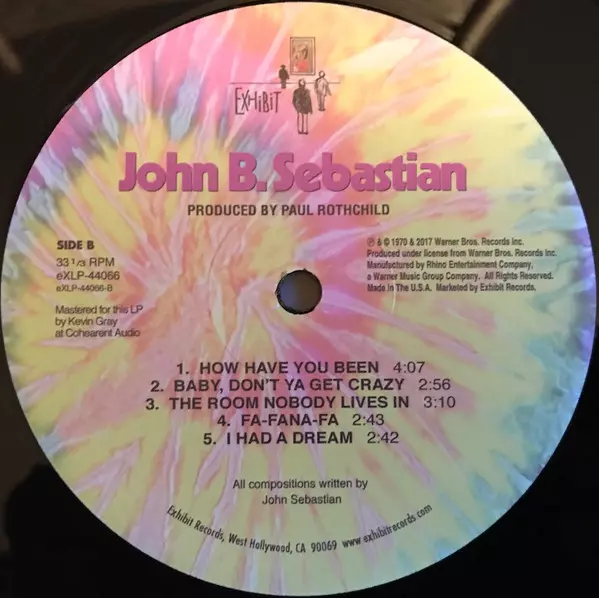 EXHIBIT
John B. Sebastian
PRODUCED BY PAUL ROTHCHILD
SIDE B
33 1/3 RPM
eXLP-44066
eXLP-44066-B
Mastered for this LP
by Kevin Gray
at Cohearent Audio
℗ & © 1970 & 2017 Warner Bros. Records Inc.
Produced under license from Warner Bros. Records Inc.
Manufactured by Rhino Entertainment Company,
a Warner Music Group Company. All Rights Reserved.
Made In The U.S.A. Marketed by Exhibit Records.
1. HOW HAVE YOU BEEN 4:07
2. BABY, DON'T YA GET CRAZY 2:56
3. THE ROOM NOBODY LIVES IN 3:10
4. FA-FANA-FA 2:43
5. I HAD A DREAM 2:42
All compositions written by
John Sebastian
Exhibit Records, West Hollywood, CA 90069 www.exhibitrecords.com